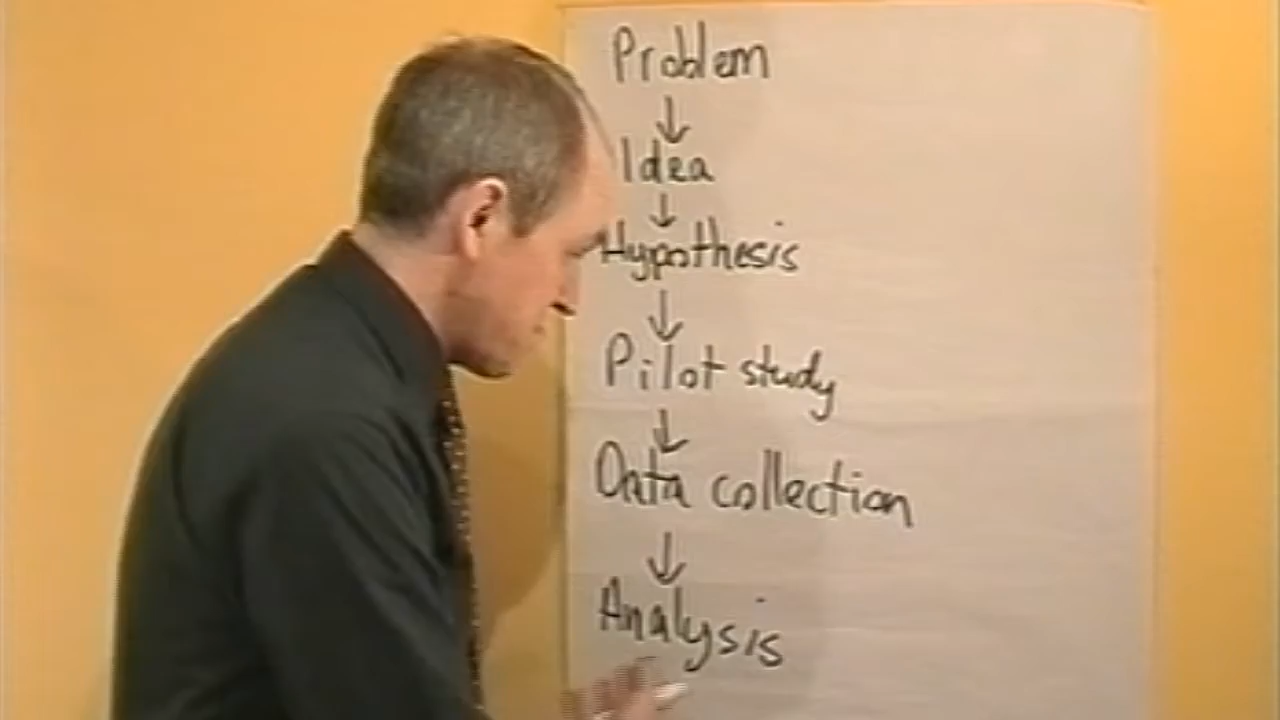 Problem
↓
Idea
↓
Hypothesis
↓
Pilot study
↓
Data collection
↓
Analysis